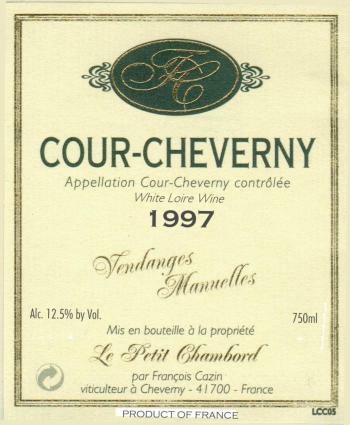 FC
COUR-CHEVERNY
Appellation Cour-Cheverny contrôlée
White Loire Wine
1997
Vendanges
Manuelles
Alc. 12.5% by Vol.
750ml
Mis en bouteille à la propriété
Le Petit Chambord
par François Cazin
viticulteur à Cheverny - 41700 - France
LCC05
PRODUCT OF FRANCE